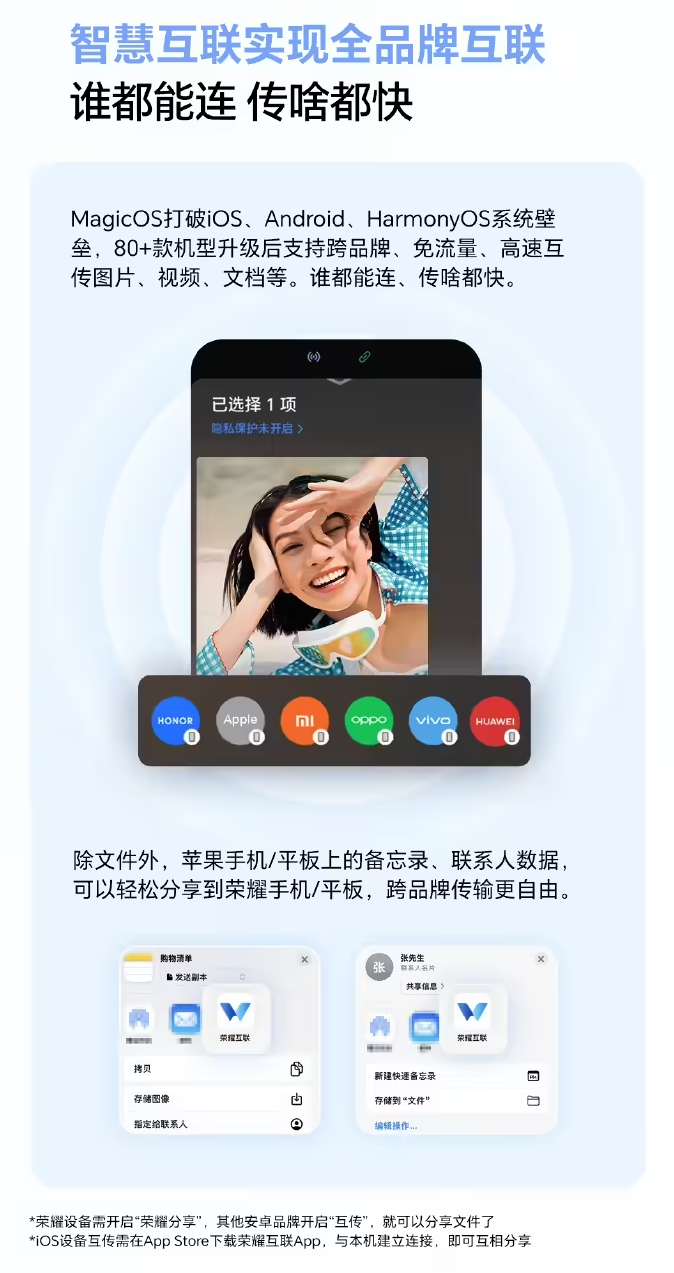 智慧互联实现全品牌互联
谁都能连 传啥都快
MagicOS打破iOS、Android、HarmonyOS系统壁
垒，80+款机型升级后支持跨品牌、免流量、高速互
传图片、视频、文档等。谁都能连、传啥都快。
已选择 1 项
隐私保护未开启 >
HONOR
Apple
mi
oppo
vivo
HUAWEI
除文件外，苹果手机/平板上的备忘录、联系人数据，
可以轻松分享到荣耀手机/平板，跨品牌传输更自由。
购物清单
发送副本
荣耀互联
拷贝
存储图像
指定给联系人
张
张先生
联系人名片
共享信息 >
荣耀互联
新建快速备忘录
存储到“文件”
编辑操作...
*荣耀设备需开启“荣耀分享”，其他安卓品牌开启“互传”，就可以分享文件了
*iOS设备互传需在App Store下载荣耀互联App，与本机建立连接，即可互相分享